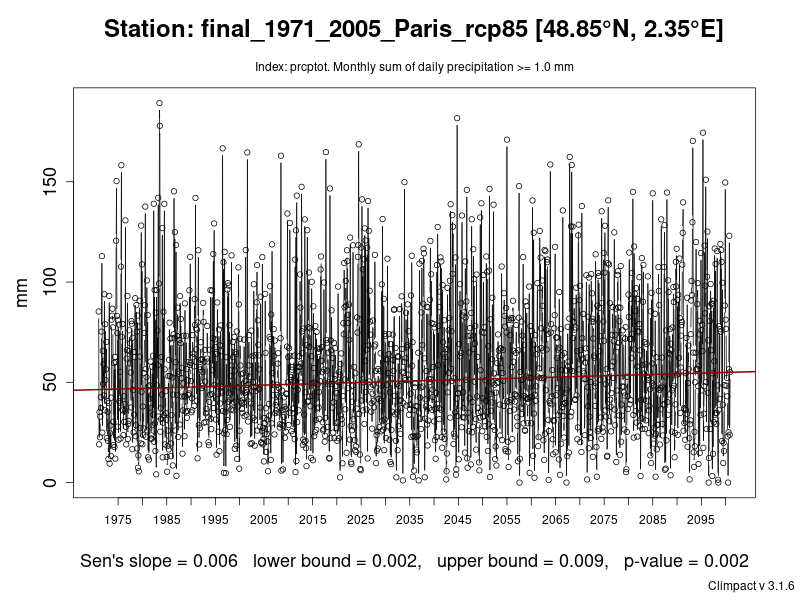 Station: final_1971_2005_Paris_rcp85 [48.85°N, 2.35°E]
Index: prcptot. Monthly sum of daily precipitation >= 1.0 mm
mm
150
100
50
0
1975 1985 1995 2005 2015 2025 2035 2045 2055 2065 2075 2085 2095
Sen's slope = 0.006 lower bound = 0.002, upper bound = 0.009, p-value = 0.002
Climpact v 3.1.6